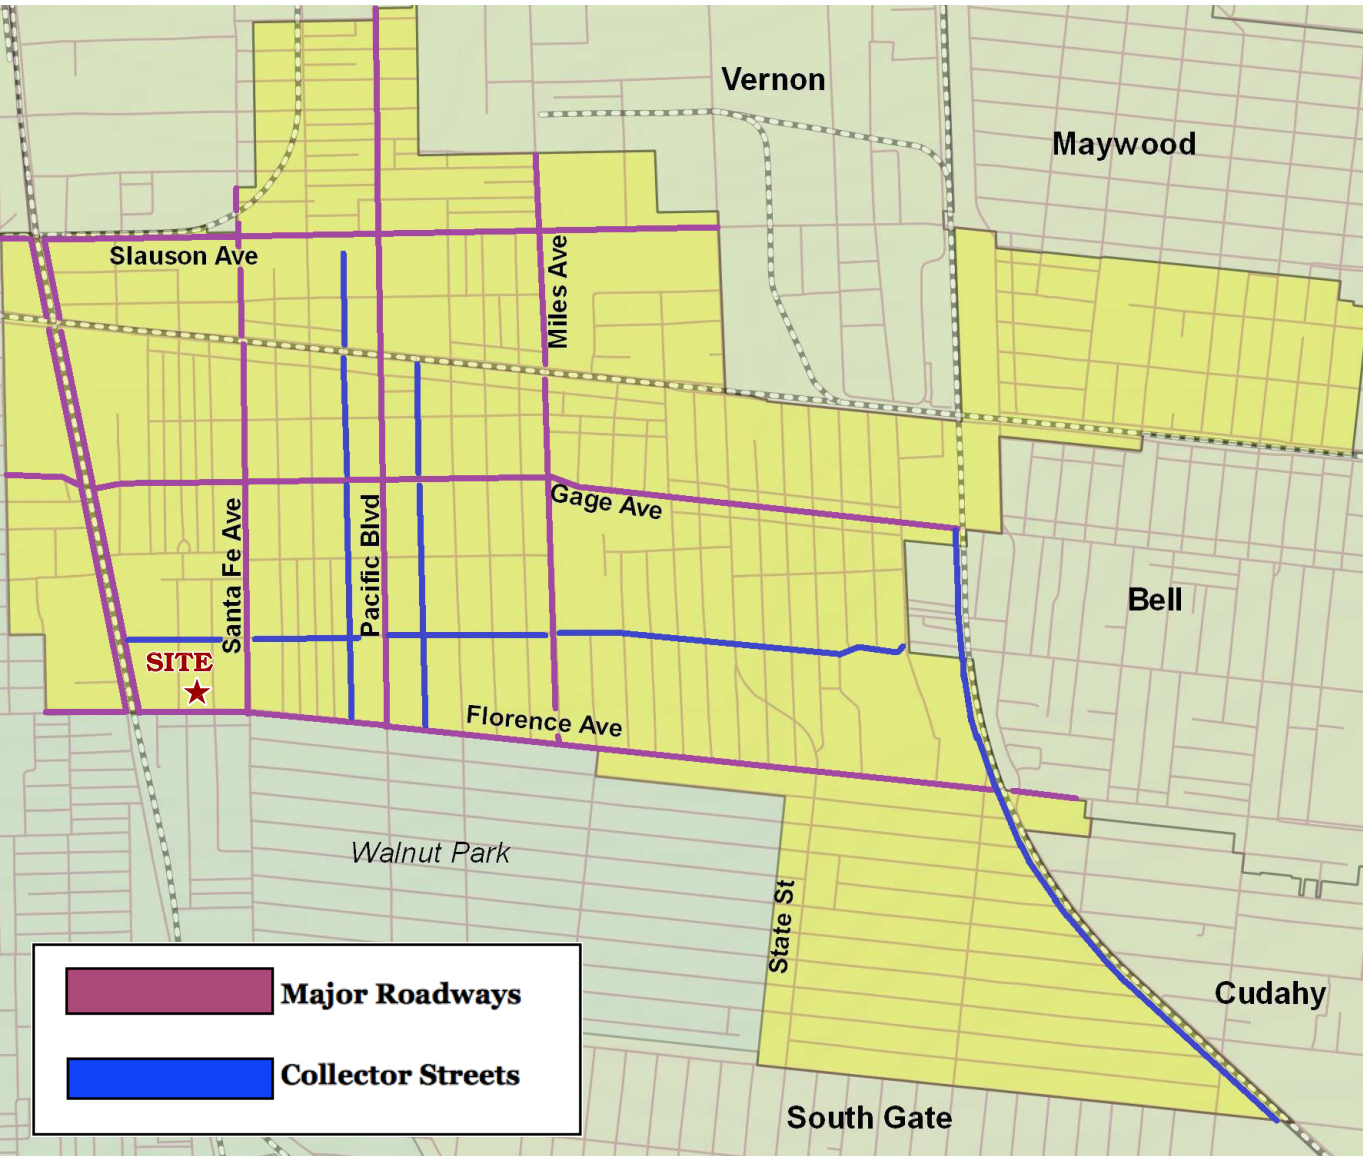 Vernon
Maywood
Slauson Ave
Miles Ave
Gage Ave
Santa Fe Ave
Pacific Blvd
Bell
SITE
Florence Ave
Walnut Park
State St
Cudahy
South Gate
Major Roadways
Collector Streets